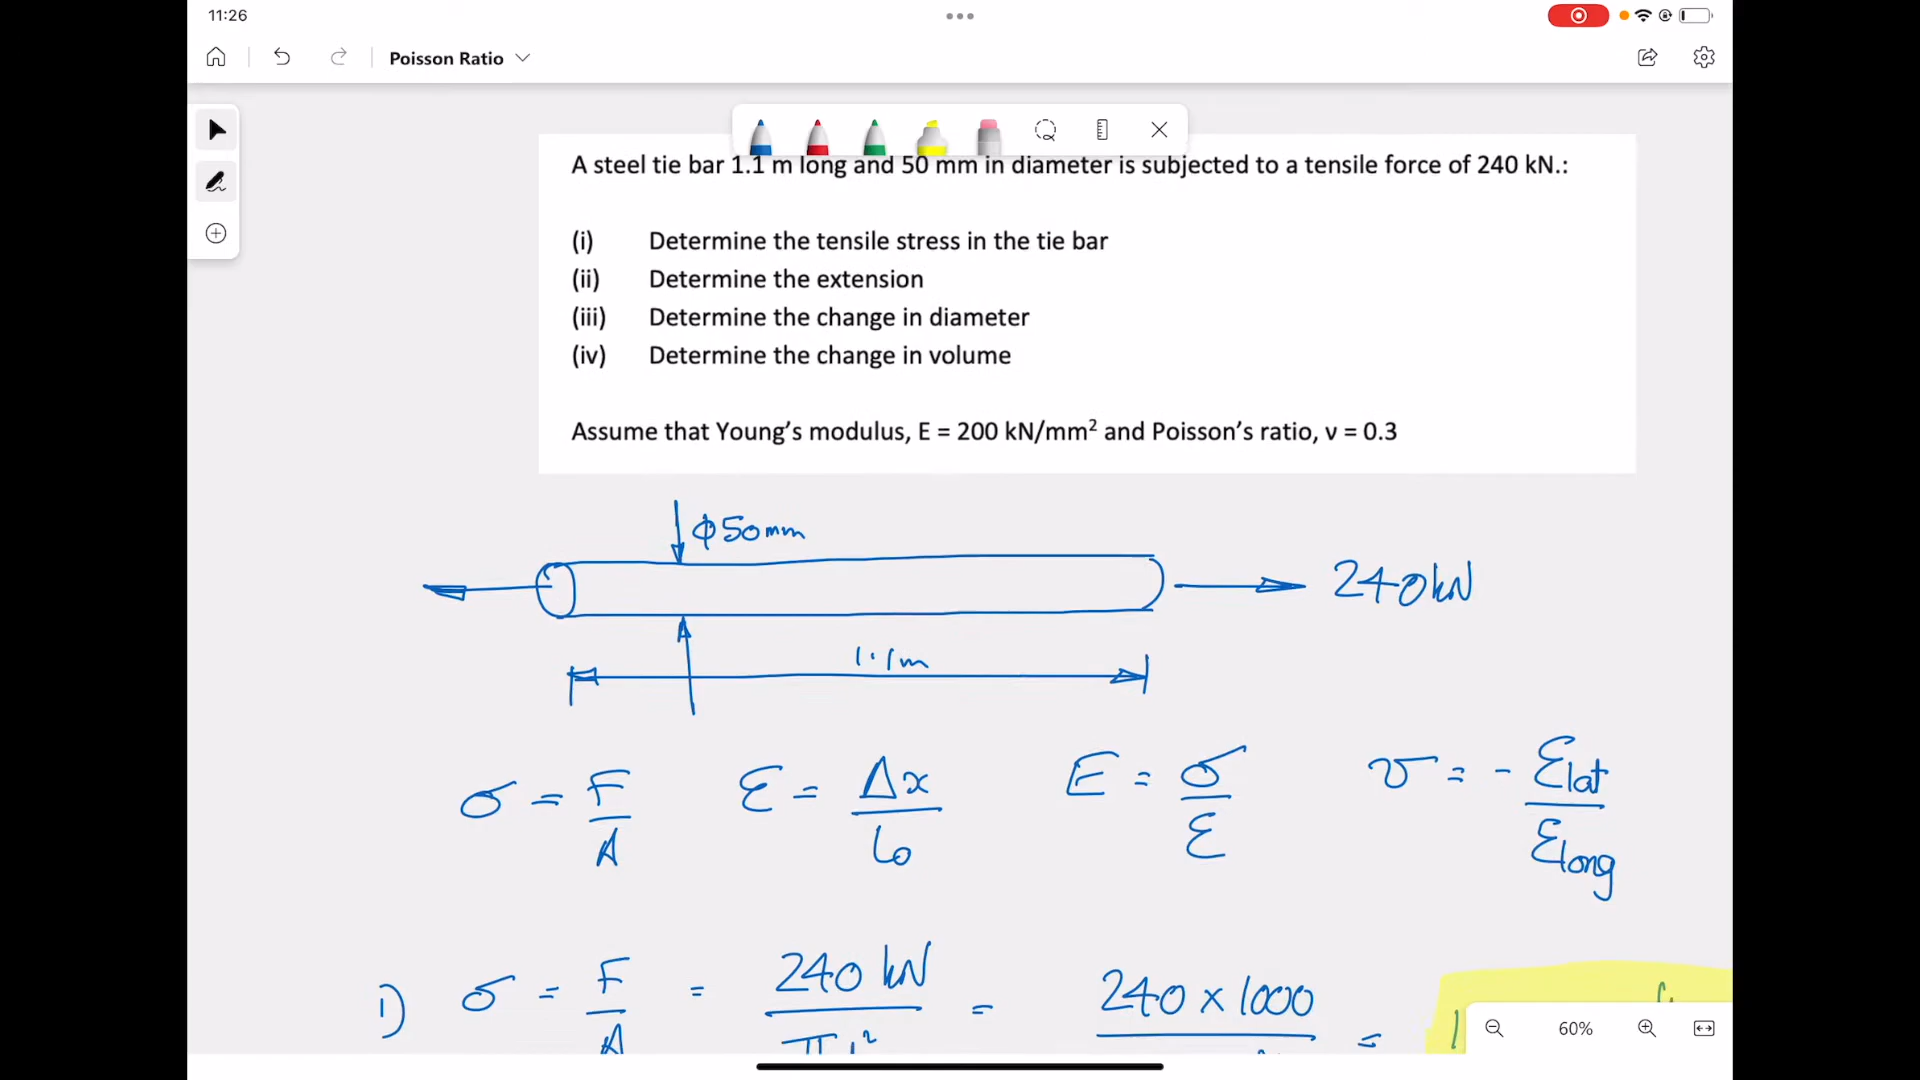 11:26
Poisson Ratio
A steel tie bar 1.1 m long and 50 mm in diameter is subjected to a tensile force of 240 kN.:
(i) Determine the tensile stress in the tie bar
(ii) Determine the extension
(iii) Determine the change in diameter
(iv) Determine the change in volume
Assume that Young's modulus, E = 200 kN/mm² and Poisson's ratio, v = 0.3
ϕ50mm
240kN
1.1m
σ = F/A ε = Δx/l₀ E = σ/ε ν = - εlat/εlong
1) σ = F/A = 240 kN = 240 x 1000 =
60%